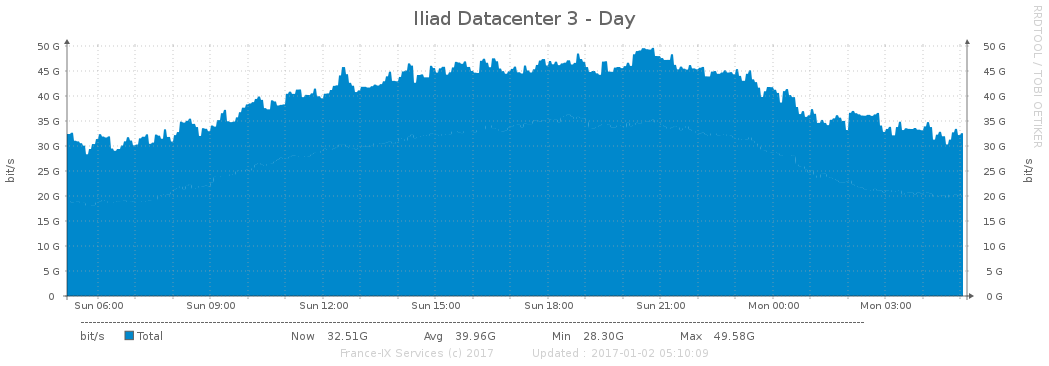 Iliad Datacenter 3 - Day
RRDTOOL / TOBI OETIKER
bit/s
bit/s
50 G 50 G
45 G 45 G
40 G 40 G
35 G 35 G
30 G 30 G
25 G 25 G
20 G 20 G
15 G 15 G
10 G 10 G
5 G 5 G
0 0 G
Sun 06:00 Sun 09:00 Sun 12:00 Sun 15:00 Sun 18:00 Sun 21:00 Mon 00:00 Mon 03:00
bit/s Total Now 32.51G Avg 39.96G Min 28.30G Max 49.58G
France-IX Services (c) 2017 Updated : 2017-01-02 05:10:09